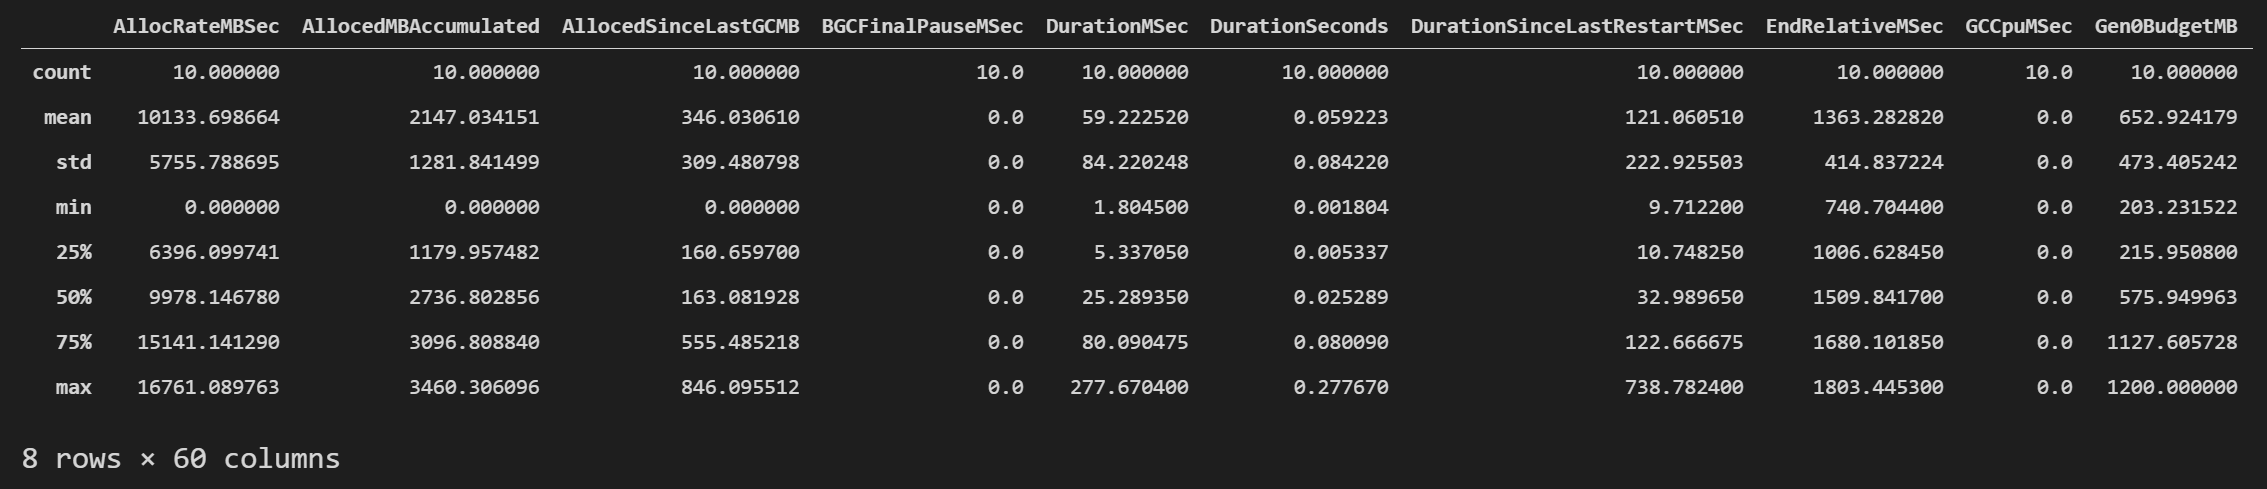 AllocRateMBSec AllocedMBAccumulated AllocedSinceLastGCMB BGCFinalPauseMSec DurationMSec DurationSeconds DurationSinceLastRestartMSec EndRelativeMSec GCCpuMSec Gen0BudgetMB
count 10.000000 10.000000 10.000000 10.0 10.000000 10.000000 10.000000 10.000000 10.0 10.000000
mean 10133.698664 2147.034151 346.030610 0.0 59.222520 0.059223 121.060510 1363.282820 0.0 652.924179
std 5755.788695 1281.841499 309.480798 0.0 84.220248 0.084220 222.925503 414.837224 0.0 473.405242
min 0.000000 0.000000 0.000000 0.0 1.804500 0.001804 9.712200 740.704400 0.0 203.231522
25% 6396.099741 1179.957482 160.659700 0.0 5.337050 0.005337 10.748250 1006.628450 0.0 215.950800
50% 9978.146780 2736.802856 163.081928 0.0 25.289350 0.025289 32.989650 1509.841700 0.0 575.949963
75% 15141.141290 3096.808840 555.485218 0.0 80.090475 0.080090 122.666675 1680.101850 0.0 1127.605728
max 16761.089763 3460.306096 846.095512 0.0 277.670400 0.277670 738.782400 1803.445300 0.0 1200.000000
8 rows × 60 columns